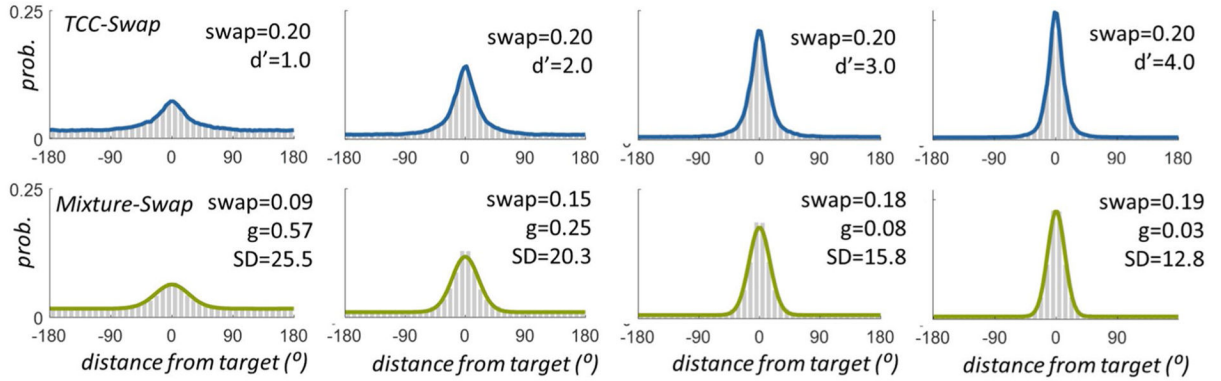 TCC-Swap
0.25
prob.
0
swap=0.20
d'=1.0
swap=0.20
d'=2.0
swap=0.20
d'=3.0
swap=0.20
d'=4.0
-180 -90 0 90 180
-180 -90 0 90 180
-180 -90 0 90 180
-180 -90 0 90 180
Mixture-Swap
0.25
prob.
0
swap=0.09
g=0.57
SD=25.5
swap=0.15
g=0.25
SD=20.3
swap=0.18
g=0.08
SD=15.8
swap=0.19
g=0.03
SD=12.8
-180 -90 0 90 180
-180 -90 0 90 180
-180 -90 0 90 180
-180 -90 0 90
distance from target (º)
distance from target (º)
distance from target (º)
distance from target (º)